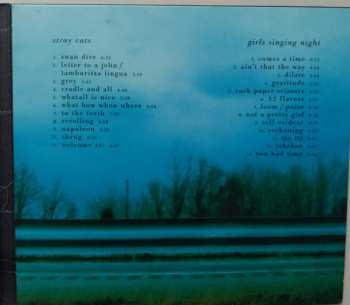 stray cats
1. swan dive
2. letter to a john /
tamburitza lingua
3. grey
4. cradle and all
5. whatall is nice
6. what how when where
7. to the teeth
8. revelling
9. napoleon
10. shrug
11. welcome to:
girls singing night
1. comes a time
2. ain't that the way
3. dilate
4. gratitude
5. rock paper scissors
6. 32 flavors
7. loom / pulse
8. not a pretty girl
9. self evident
10. reckoning
11. my IQ
12. jukebox
13. you had time